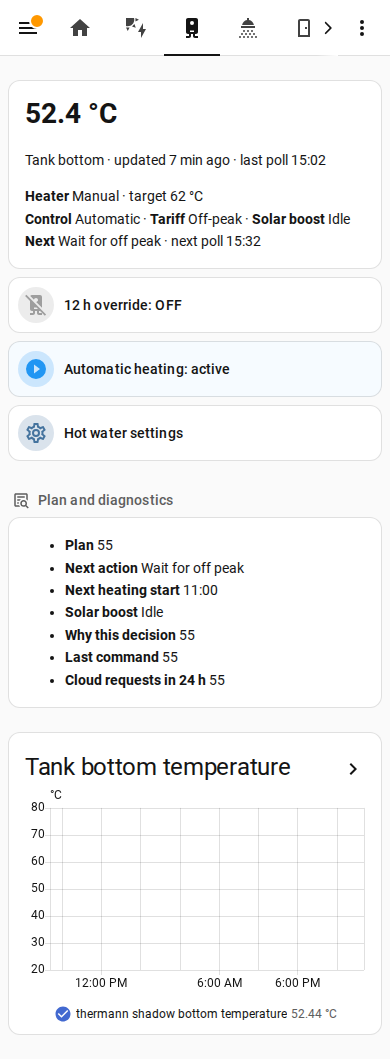 52.4 °C
Tank bottom · updated 7 min ago · last poll 15:02
Heater Manual · target 62 °C
Control Automatic · Tariff Off-peak · Solar boost Idle
Next Wait for off peak · next poll 15:32
12 h override: OFF
Automatic heating: active
Hot water settings
Plan and diagnostics
• Plan 55
• Next action Wait for off peak
• Next heating start 11:00
• Solar boost Idle
• Why this decision 55
• Last command 55
• Cloud requests in 24 h 55
Tank bottom temperature
°C
80
70
60
50
40
30
20
12:00 PM 6:00 AM 6:00 PM
thermann shadow bottom temperature 52.44 °C